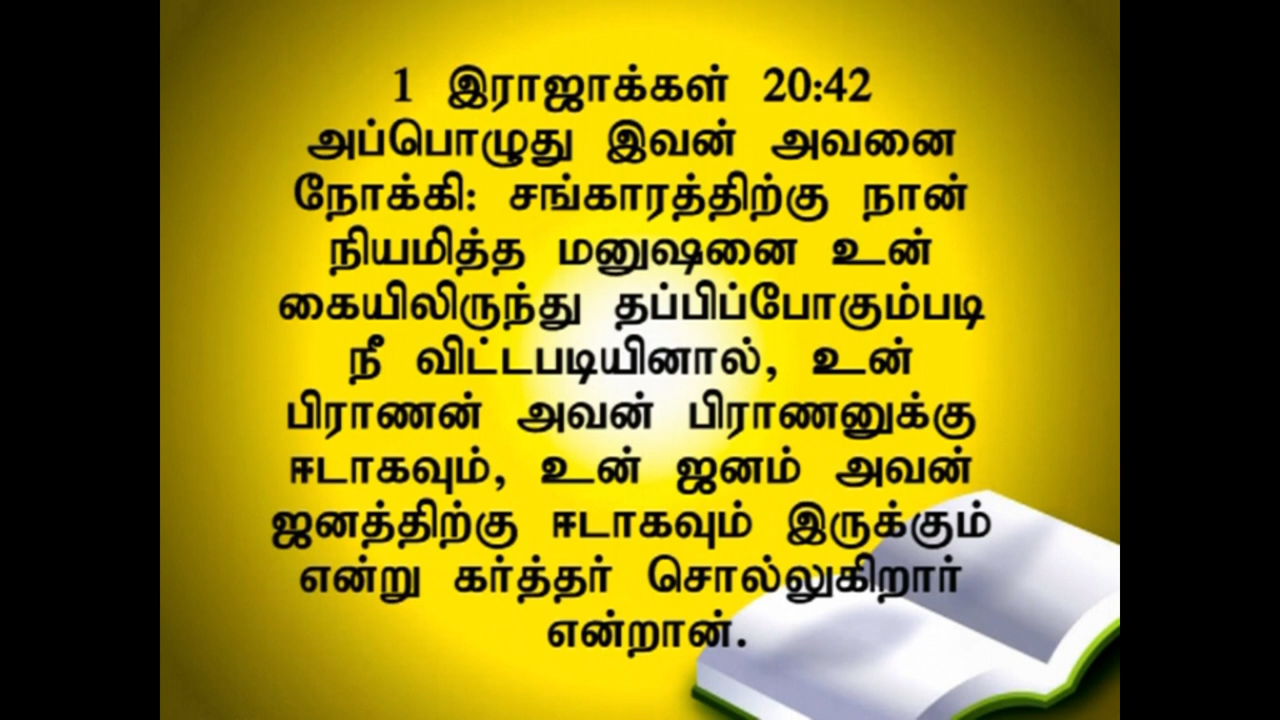 1 இராஜாக்கள் 20:42
அப்பொழுது இவன் அவனை
நோக்கி: சங்காரத்திற்கு நான்
நியமித்த மனுஷனை உன்
கையிலிருந்து தப்பிப்போகும்படி
நீ விட்டபடியினால், உன்
பிராணன் அவன் பிராணனுக்கு
ஈடாகவும், உன் ஜனம் அவன்
ஜனத்திற்கு ஈடாகவும் இருக்கும்
என்று கர்த்தர் சொல்லுகிறார்
என்றான்.